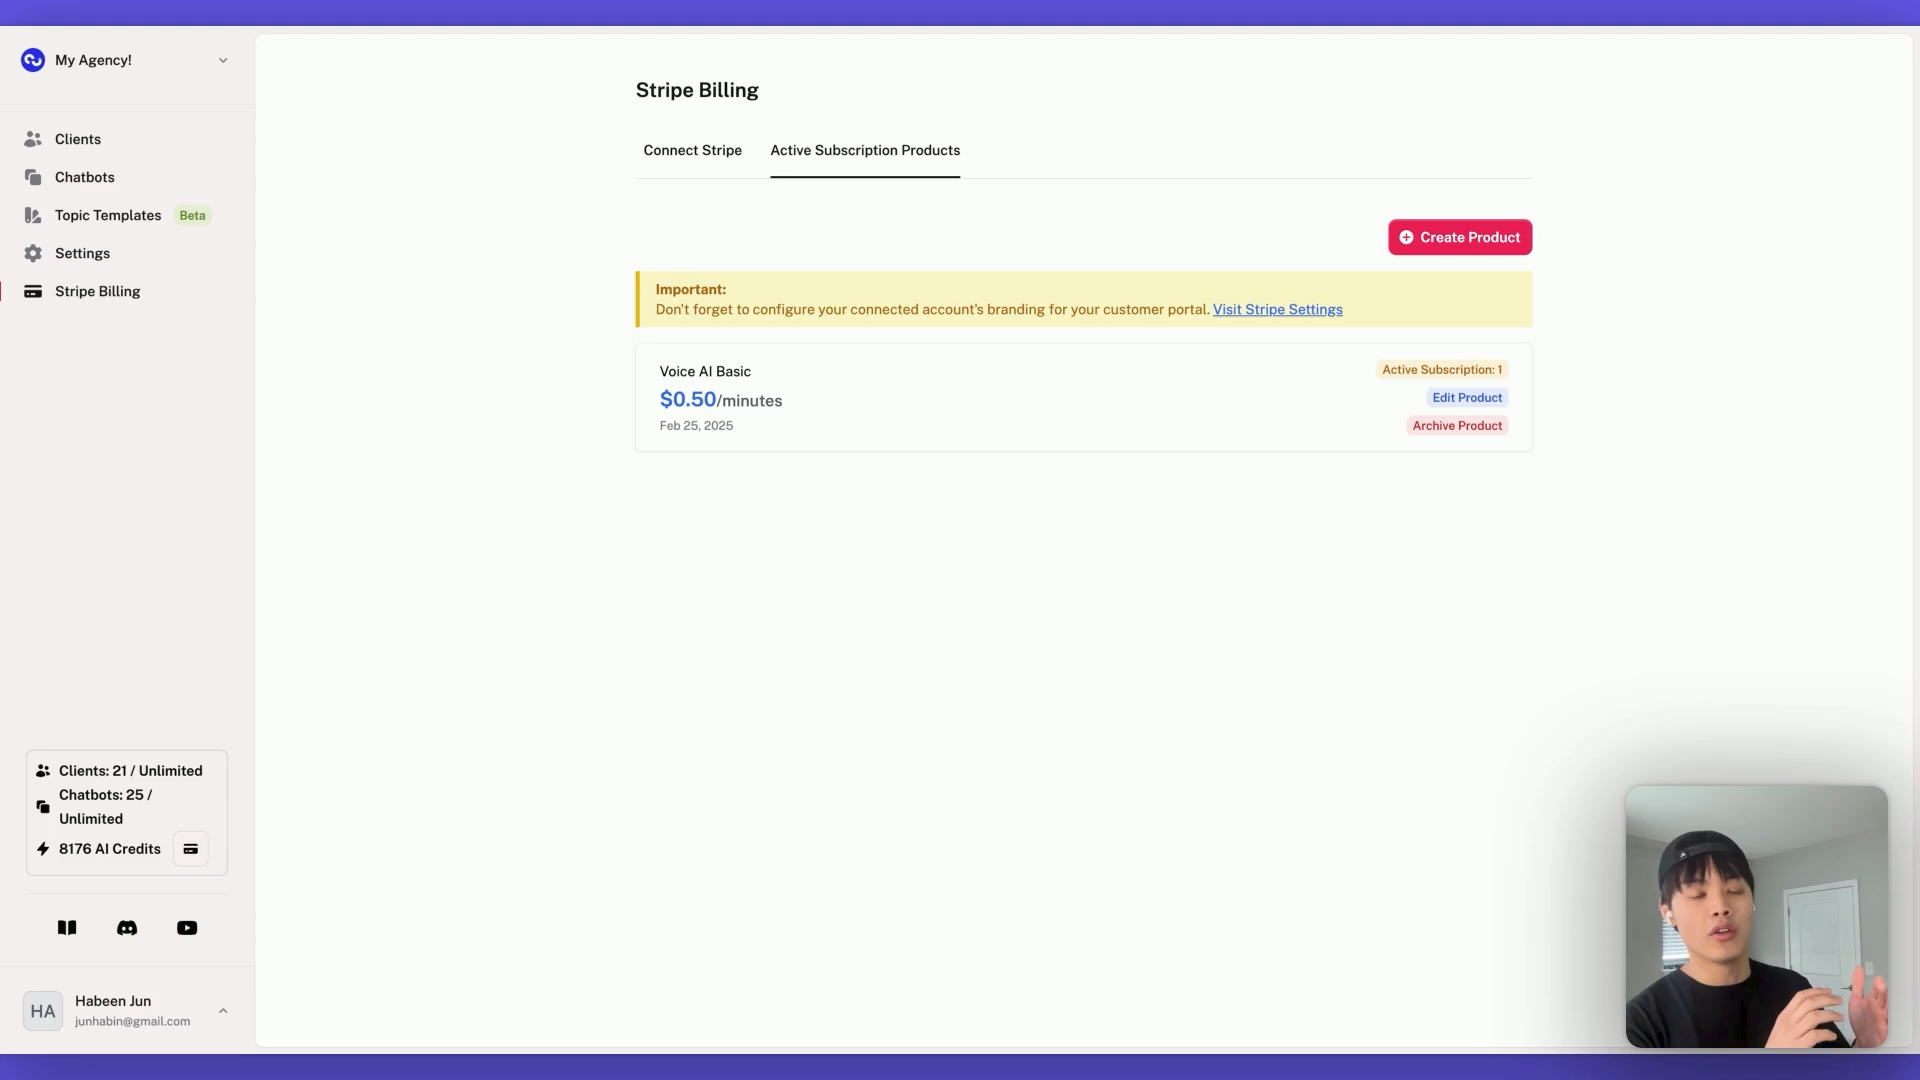 My Agency!
Clients
Chatbots
Topic Templates Beta
Settings
Stripe Billing
Clients: 21 / Unlimited
Chatbots: 25 /
Unlimited
8176 AI Credits
HA
Habeen Jun
junhabin@gmail.com
Stripe Billing
Connect Stripe
Active Subscription Products
Create Product
Important:
Don't forget to configure your connected account's branding for your customer portal. Visit Stripe Settings
Voice AI Basic
$0.50/minutes
Feb 25, 2025
Active Subscription: 1
Edit Product
Archive Product